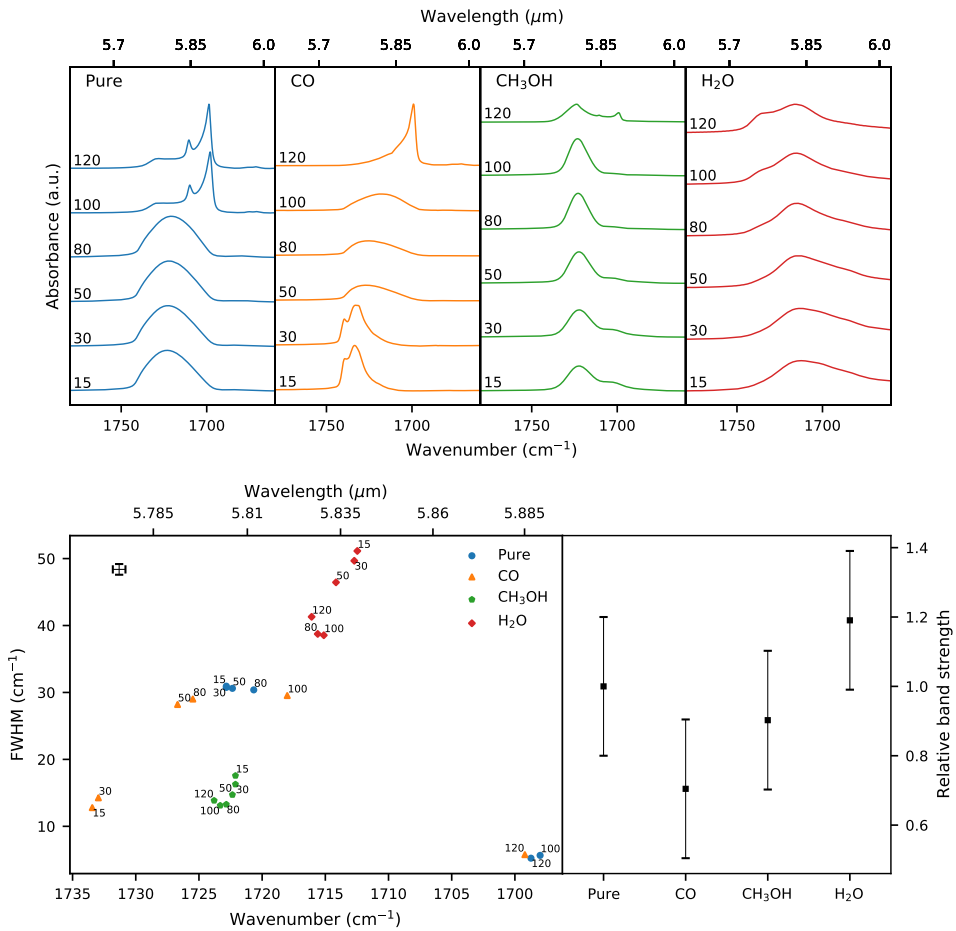 Wavelength (μm)
5.7 5.85 6.0 5.7 5.85 6.0 5.7 5.85 6.0 5.7 5.85 6.0
Pure CO CH₃OH H₂O
120 120 120 120
100 100 100 100
80 80 80 80
50 50 50 50
30 30 30 30
15 15 15 15
Absorbance (a.u.)
1750 1700 1750 1700 1750 1700 1750 1700
Wavenumber (cm⁻¹)
Wavelength (μm)
5.785 5.81 5.835 5.86 5.885
50
40
30
20
10
FWHM (cm⁻¹)
Pure
CO
CH₃OH
H₂O
15
30
50
120
80 100
15 50 80
30
50 80 100
15
50 30
120
100 80
30
15
120 100
120
1735 1730 1725 1720 1715 1710 1705 1700
Wavenumber (cm⁻¹)
1.4
1.2
1.0
0.8
0.6
Relative band strength
Pure CO CH₃OH H₂O